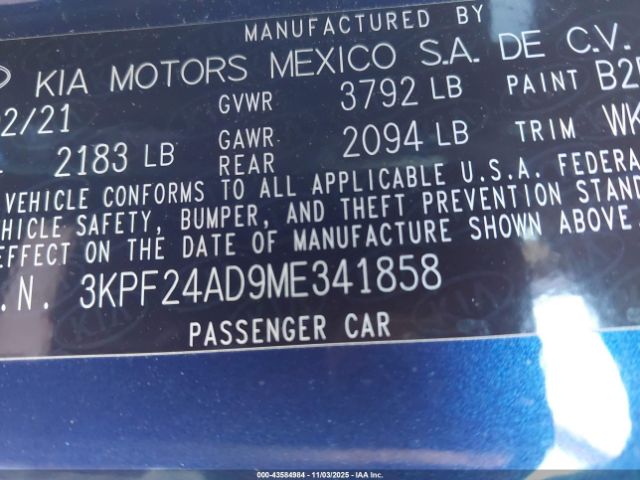 MANUFACTURED BY
KIA MOTORS MEXICO S.A. DE C.V.
2/21 GVWR 3792 LB PAINT B2
2183 LB GAWR REAR 2094 LB TRIM WK
VEHICLE CONFORMS TO ALL APPLICABLE U.S.A. FEDERA
HICLE SAFETY, BUMPER, AND THEFT PREVENTION STAND
EFFECT ON THE DATE OF MANUFACTURE SHOWN ABOVE.
.N. 3KPF24AD9ME341858
PASSENGER CAR
000-43584984 - 11/03/2025 - IAA Inc.